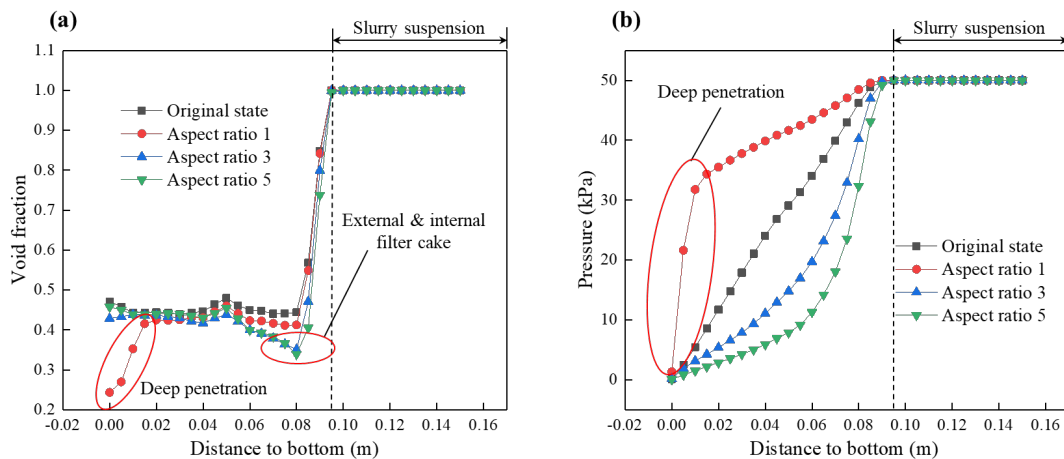 (a)
Slurry suspension
1.1
1.0
0.9
0.8
0.7
0.6
0.5
0.4
0.3
0.2
Void fraction
Original state
Aspect ratio 1
Aspect ratio 3
Aspect ratio 5
External & internal
filter cake
Deep penetration
-0.02 0.00 0.02 0.04 0.06 0.08 0.10 0.12 0.14 0.16
Distance to bottom (m)
(b)
Slurry suspension
60
50
40
30
20
10
0
Pressure (kPa)
Deep penetration
Original state
Aspect ratio 1
Aspect ratio 3
Aspect ratio 5
-0.02 0.00 0.02 0.04 0.06 0.08 0.10 0.12 0.14 0.16
Distance to bottom (m)